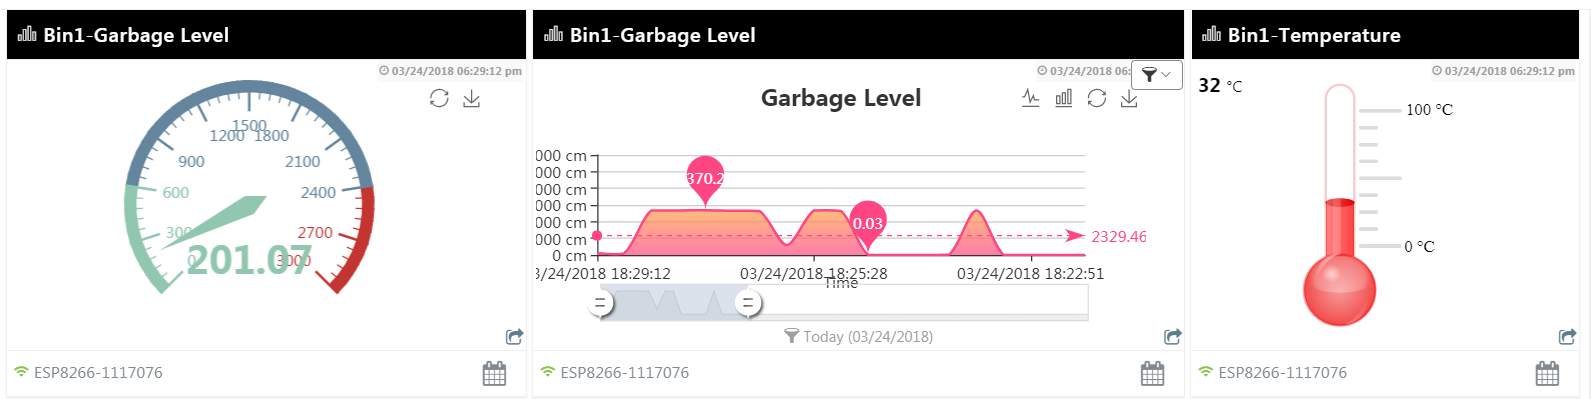 Bin1-Garbage Level
03/24/2018 06:29:12 pm
1500
1200 1800
900 2100
600 2400
300 2700
0 3000
201.07
ESP8266-1117076
Bin1-Garbage Level
03/24/2018 06:
Garbage Level
000 cm
000 cm
000 cm
000 cm
000 cm
000 cm
0 cm
370.2
0.03
2329.46
3/24/2018 18:29:12 03/24/2018 18:25:28 03/24/2018 18:22:51
Time
Today (03/24/2018)
ESP8266-1117076
Bin1-Temperature
03/24/2018 06:29:12 pm
32 °C
100 °C
0 °C
ESP8266-1117076